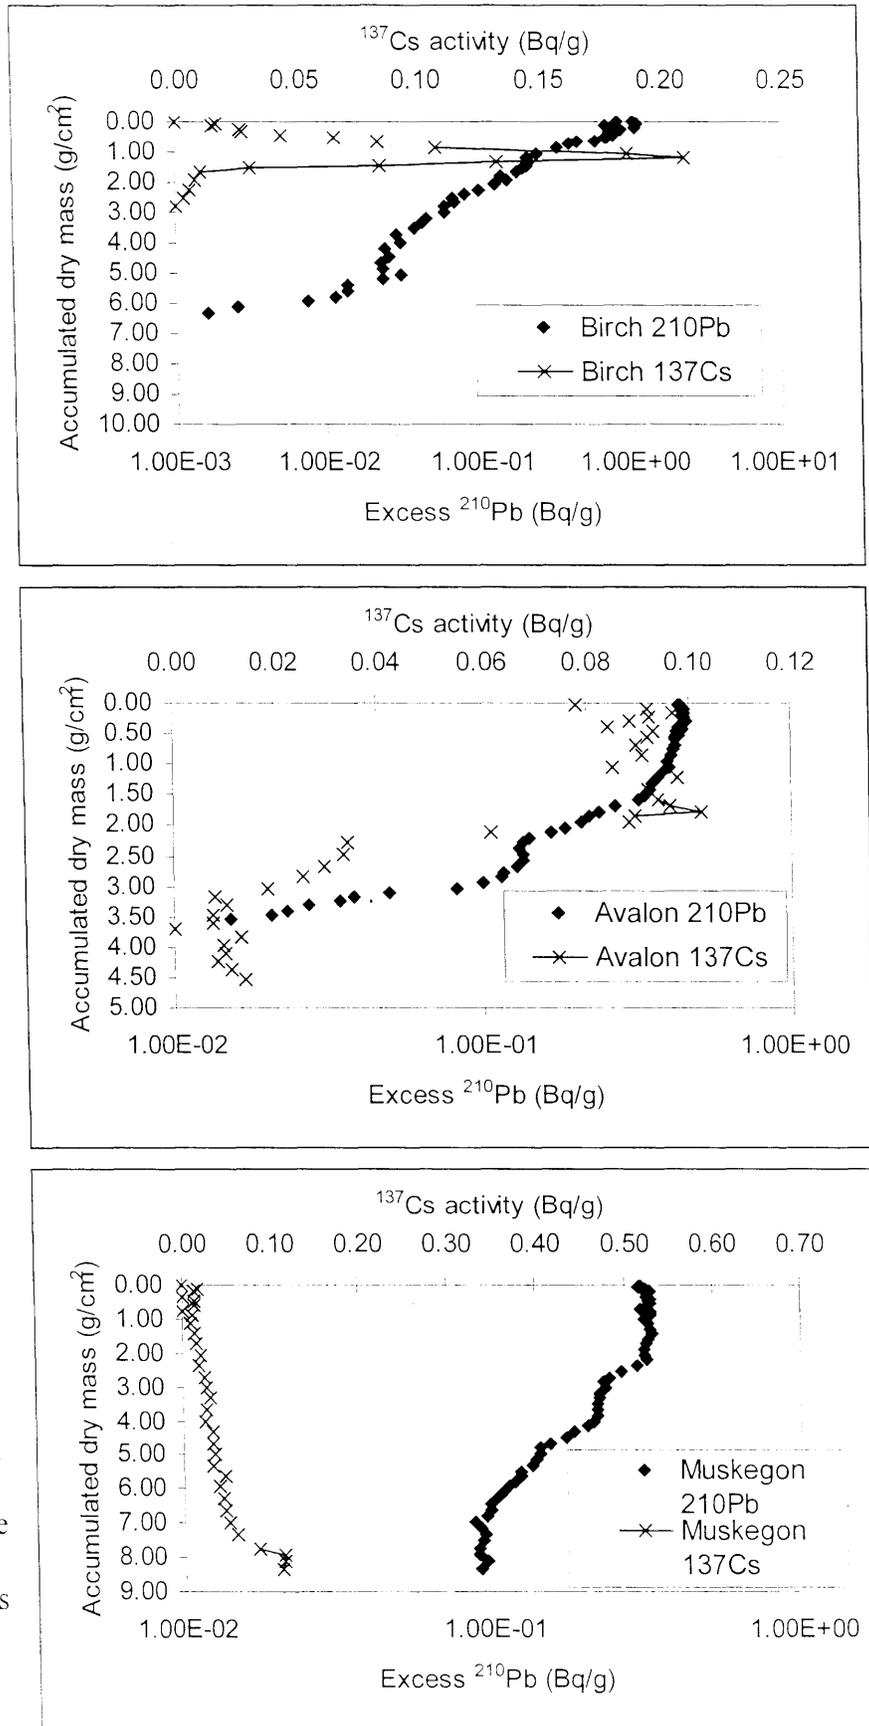 ¹³⁷Cs activity (Bq/g)
0.00 0.05 0.10 0.15 0.20 0.25
Accumulated dry mass (g/cm²)
0.00
1.00
2.00
3.00
4.00
5.00
6.00
7.00
8.00
9.00
10.00
Birch 210Pb
Birch 137Cs
1.00E-03 1.00E-02 1.00E-01 1.00E+00 1.00E+01
Excess ²¹⁰Pb (Bq/g)
¹³⁷Cs activity (Bq/g)
0.00 0.02 0.04 0.06 0.08 0.10 0.12
Accumulated dry mass (g/cm²)
0.00
0.50
1.00
1.50
2.00
2.50
3.00
3.50
4.00
4.50
5.00
Avalon 210Pb
Avalon 137Cs
1.00E-02 1.00E-01 1.00E+00
Excess ²¹⁰Pb (Bq/g)
¹³⁷Cs activity (Bq/g)
0.00 0.10 0.20 0.30 0.40 0.50 0.60 0.70
Accumulated dry mass (g/cm²)
0.00
1.00
2.00
3.00
4.00
5.00
6.00
7.00
8.00
9.00
Muskegon
210Pb
Muskegon
137Cs
1.00E-02 1.00E-01 1.00E+00
Excess ²¹⁰Pb (Bq/g)
e
s